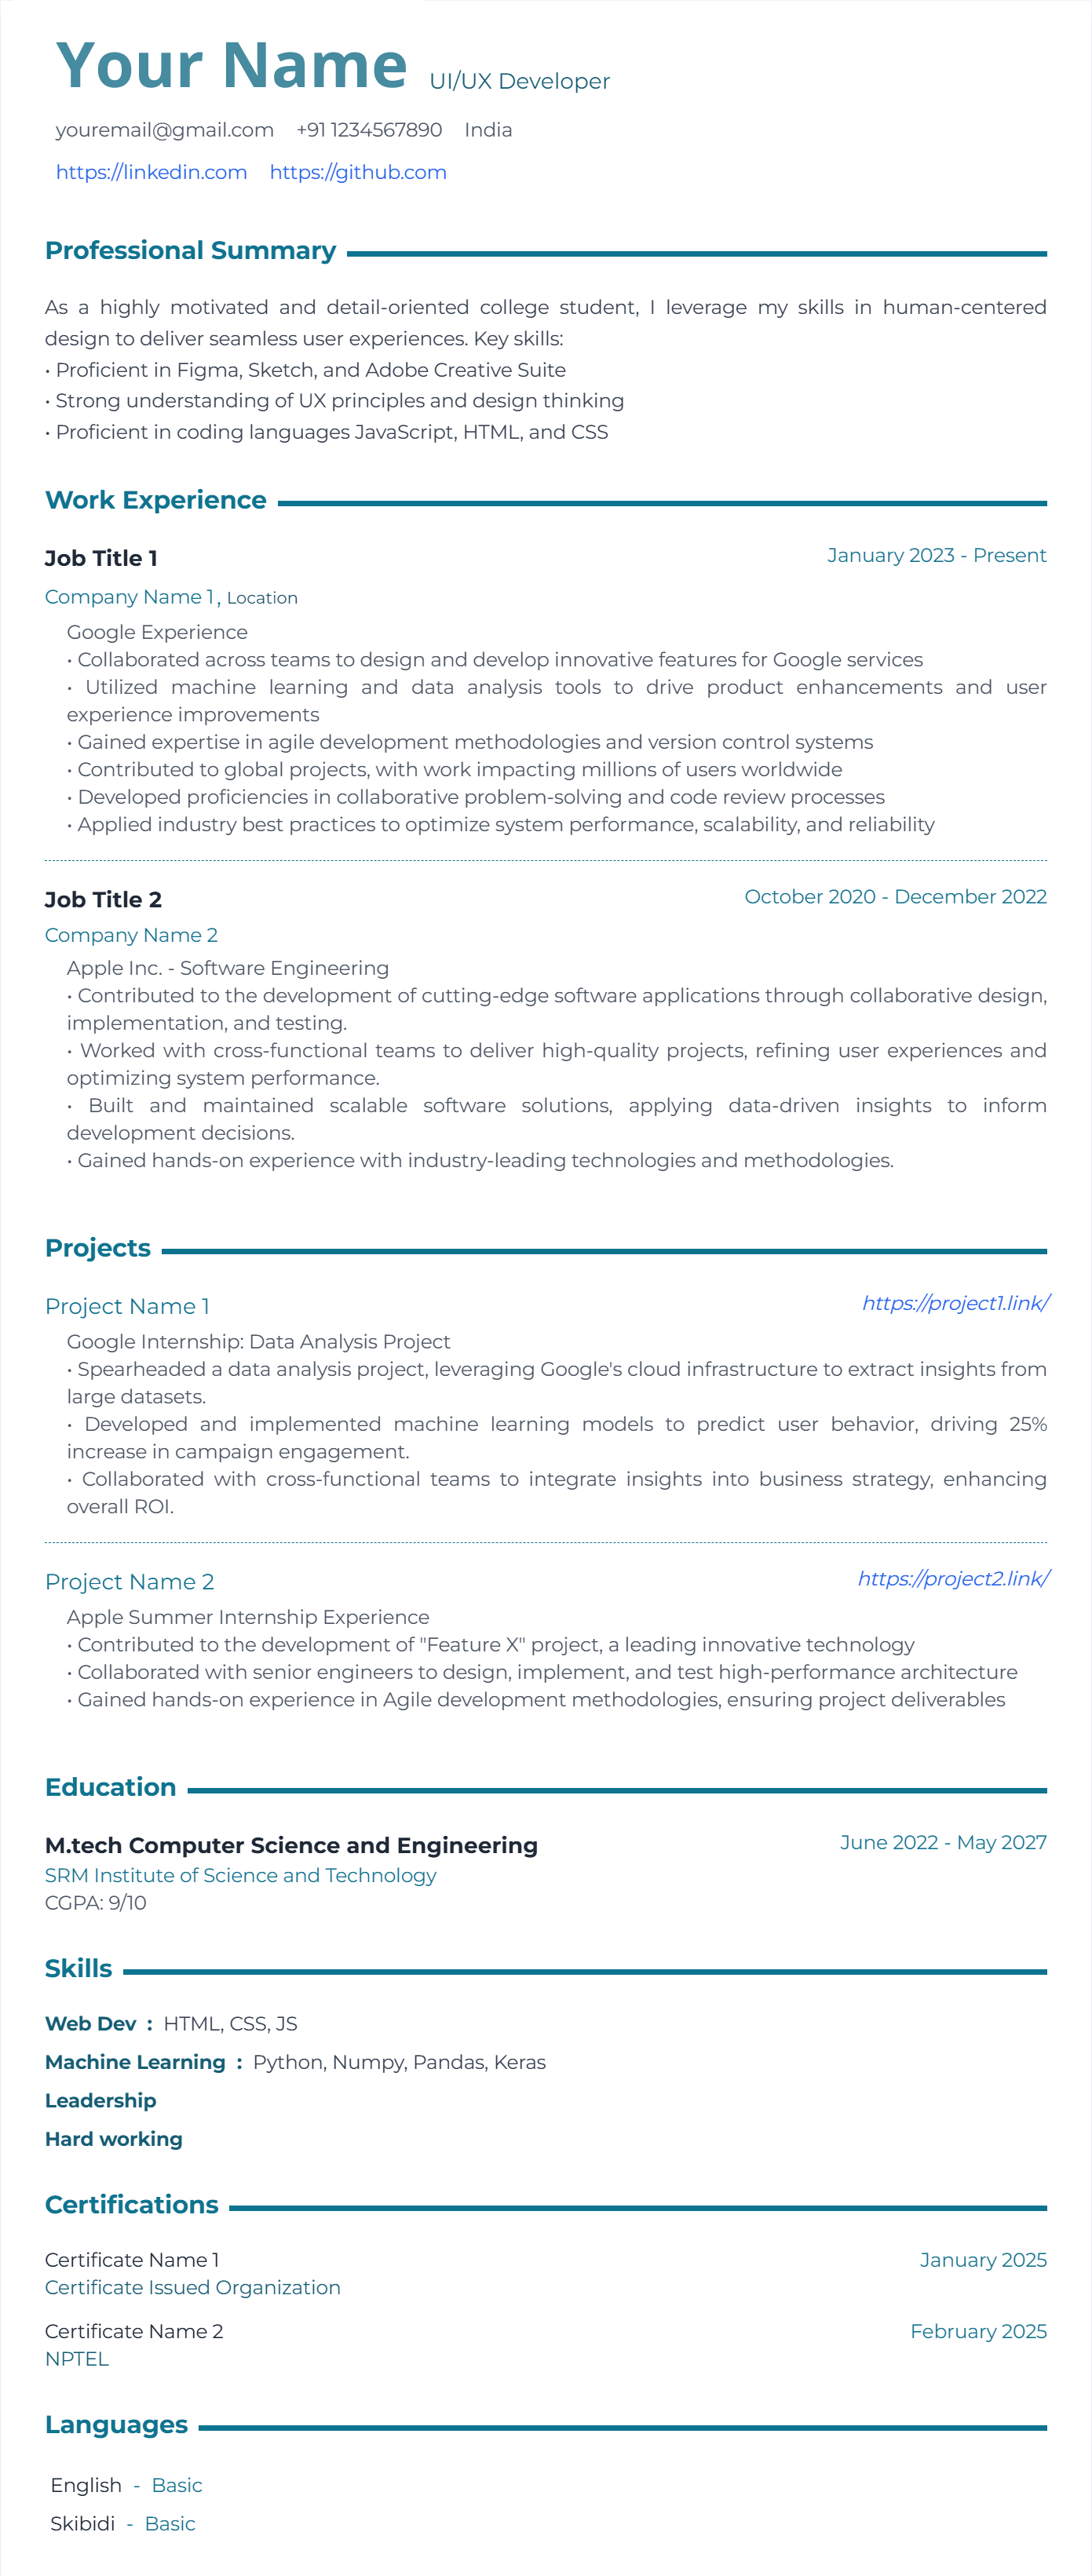 Your Name UI/UX Developer
youremail@gmail.com +91 1234567890 India
https://linkedin.com https://github.com
Professional Summary
As a highly motivated and detail-oriented college student, I leverage my skills in human-centered
design to deliver seamless user experiences. Key skills:
• Proficient in Figma, Sketch, and Adobe Creative Suite
• Strong understanding of UX principles and design thinking
• Proficient in coding languages JavaScript, HTML, and CSS
Work Experience
Job Title 1 January 2023 - Present
Company Name 1, Location
Google Experience
• Collaborated across teams to design and develop innovative features for Google services
• Utilized machine learning and data analysis tools to drive product enhancements and user
experience improvements
• Gained expertise in agile development methodologies and version control systems
• Contributed to global projects, with work impacting millions of users worldwide
• Developed proficiencies in collaborative problem-solving and code review processes
• Applied industry best practices to optimize system performance, scalability, and reliability
Job Title 2 October 2020 - December 2022
Company Name 2
Apple Inc. - Software Engineering
• Contributed to the development of cutting-edge software applications through collaborative design,
implementation, and testing.
• Worked with cross-functional teams to deliver high-quality projects, refining user experiences and
optimizing system performance.
• Built and maintained scalable software solutions, applying data-driven insights to inform
development decisions.
• Gained hands-on experience with industry-leading technologies and methodologies.
Projects
Project Name 1 https://project1.link/
Google Internship: Data Analysis Project
• Spearheaded a data analysis project, leveraging Google's cloud infrastructure to extract insights from
large datasets.
• Developed and implemented machine learning models to predict user behavior, driving 25%
increase in campaign engagement.
• Collaborated with cross-functional teams to integrate insights into business strategy, enhancing
overall ROI.
Project Name 2 https://project2.link/
Apple Summer Internship Experience
• Contributed to the development of "Feature X" project, a leading innovative technology
• Collaborated with senior engineers to design, implement, and test high-performance architecture
• Gained hands-on experience in Agile development methodologies, ensuring project deliverables
Education
M.tech Computer Science and Engineering June 2022 - May 2027
SRM Institute of Science and Technology
CGPA: 9/10
Skills
Web Dev : HTML, CSS, JS
Machine Learning : Python, Numpy, Pandas, Keras
Leadership
Hard working
Certifications
Certificate Name 1 January 2025
Certificate Issued Organization
Certificate Name 2 February 2025
NPTEL
Languages
English - Basic
Skibidi - Basic